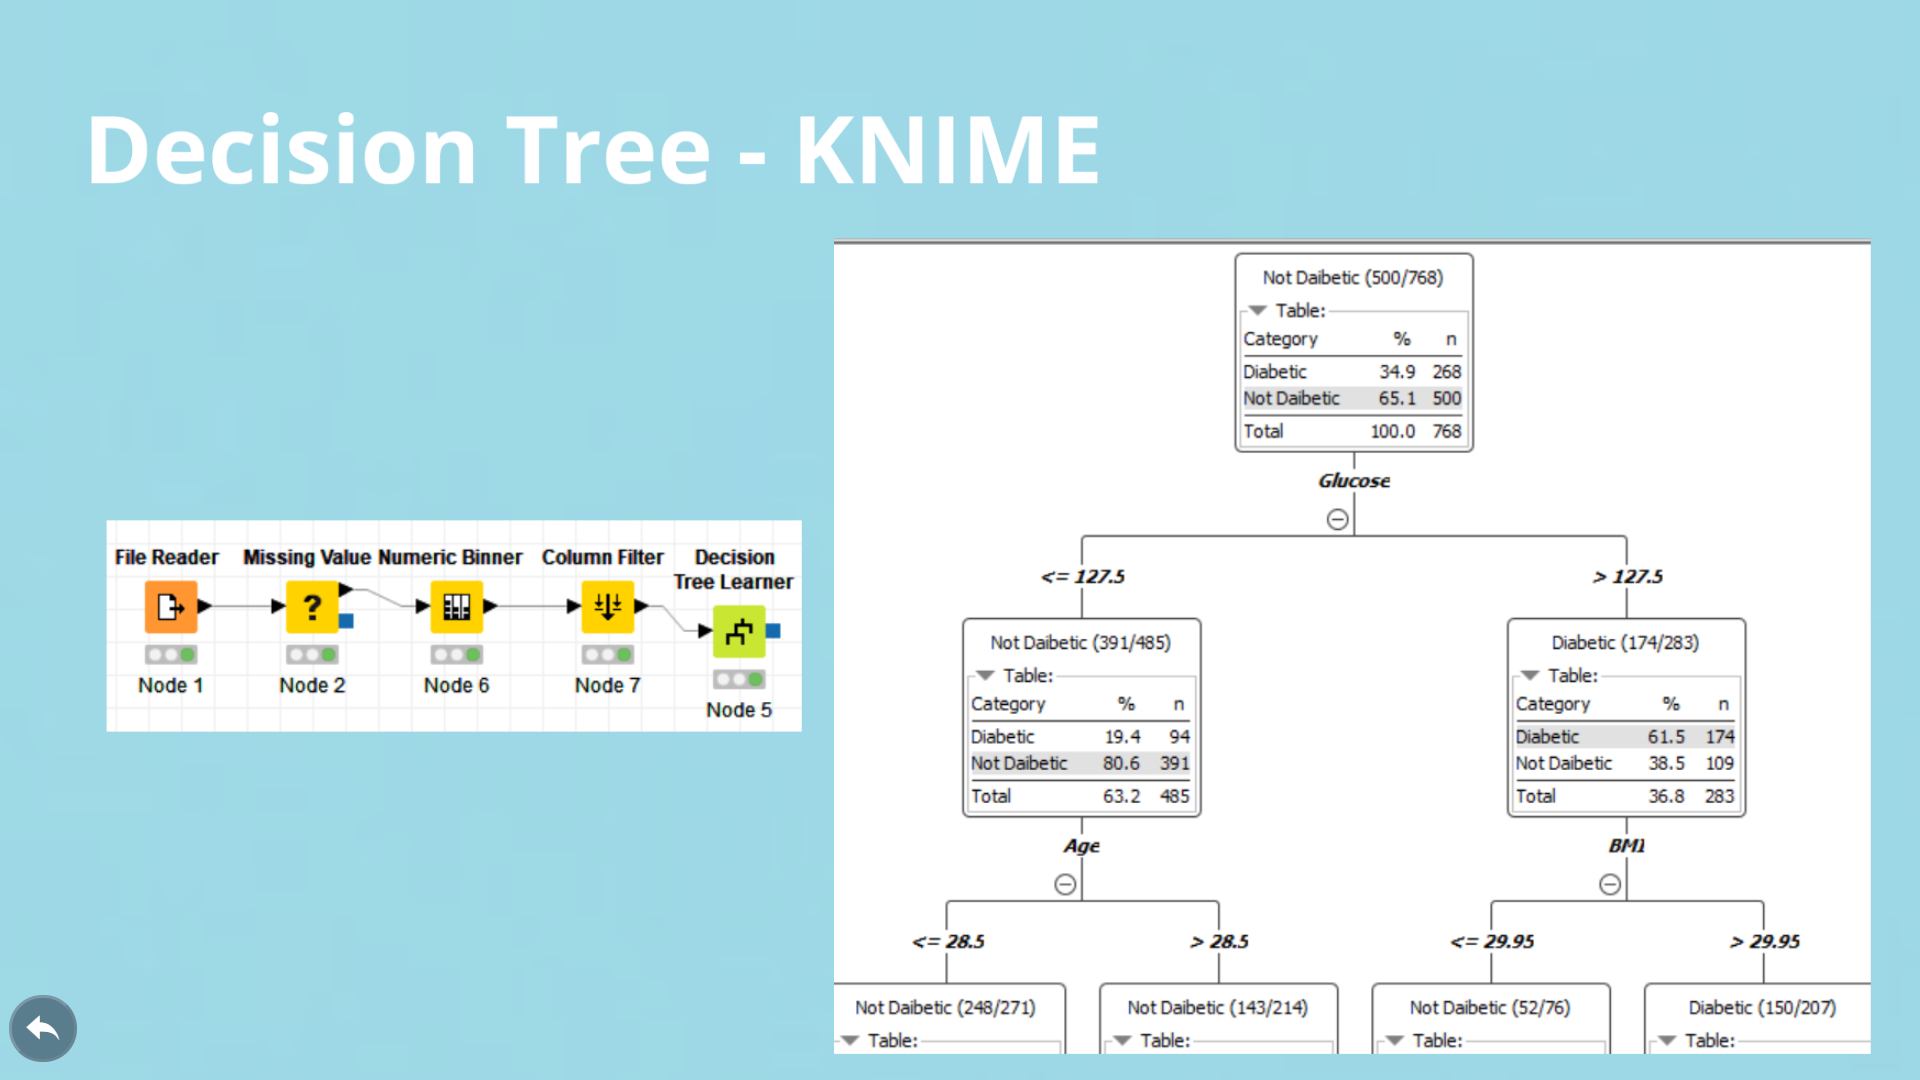 Decision Tree - KNIME
File Reader
Missing Value
Numeric Binner
Column Filter
Decision
Tree Learner
?
Node 1
Node 2
Node 6
Node 7
Node 5
Not Daibetic (500/768)
Table:
Category % n
Diabetic 34.9 268
Not Daibetic 65.1 500
Total 100.0 768
Glucose
<= 127.5
> 127.5
Not Daibetic (391/485)
Table:
Category % n
Diabetic 19.4 94
Not Daibetic 80.6 391
Total 63.2 485
Diabetic (174/283)
Table:
Category % n
Diabetic 61.5 174
Not Daibetic 38.5 109
Total 36.8 283
Age
BMI
<= 28.5
> 28.5
<= 29.95
> 29.95
Not Daibetic (248/271)
Table:
Not Daibetic (143/214)
Table:
Not Daibetic (52/76)
Table:
Diabetic (150/207)
Table: